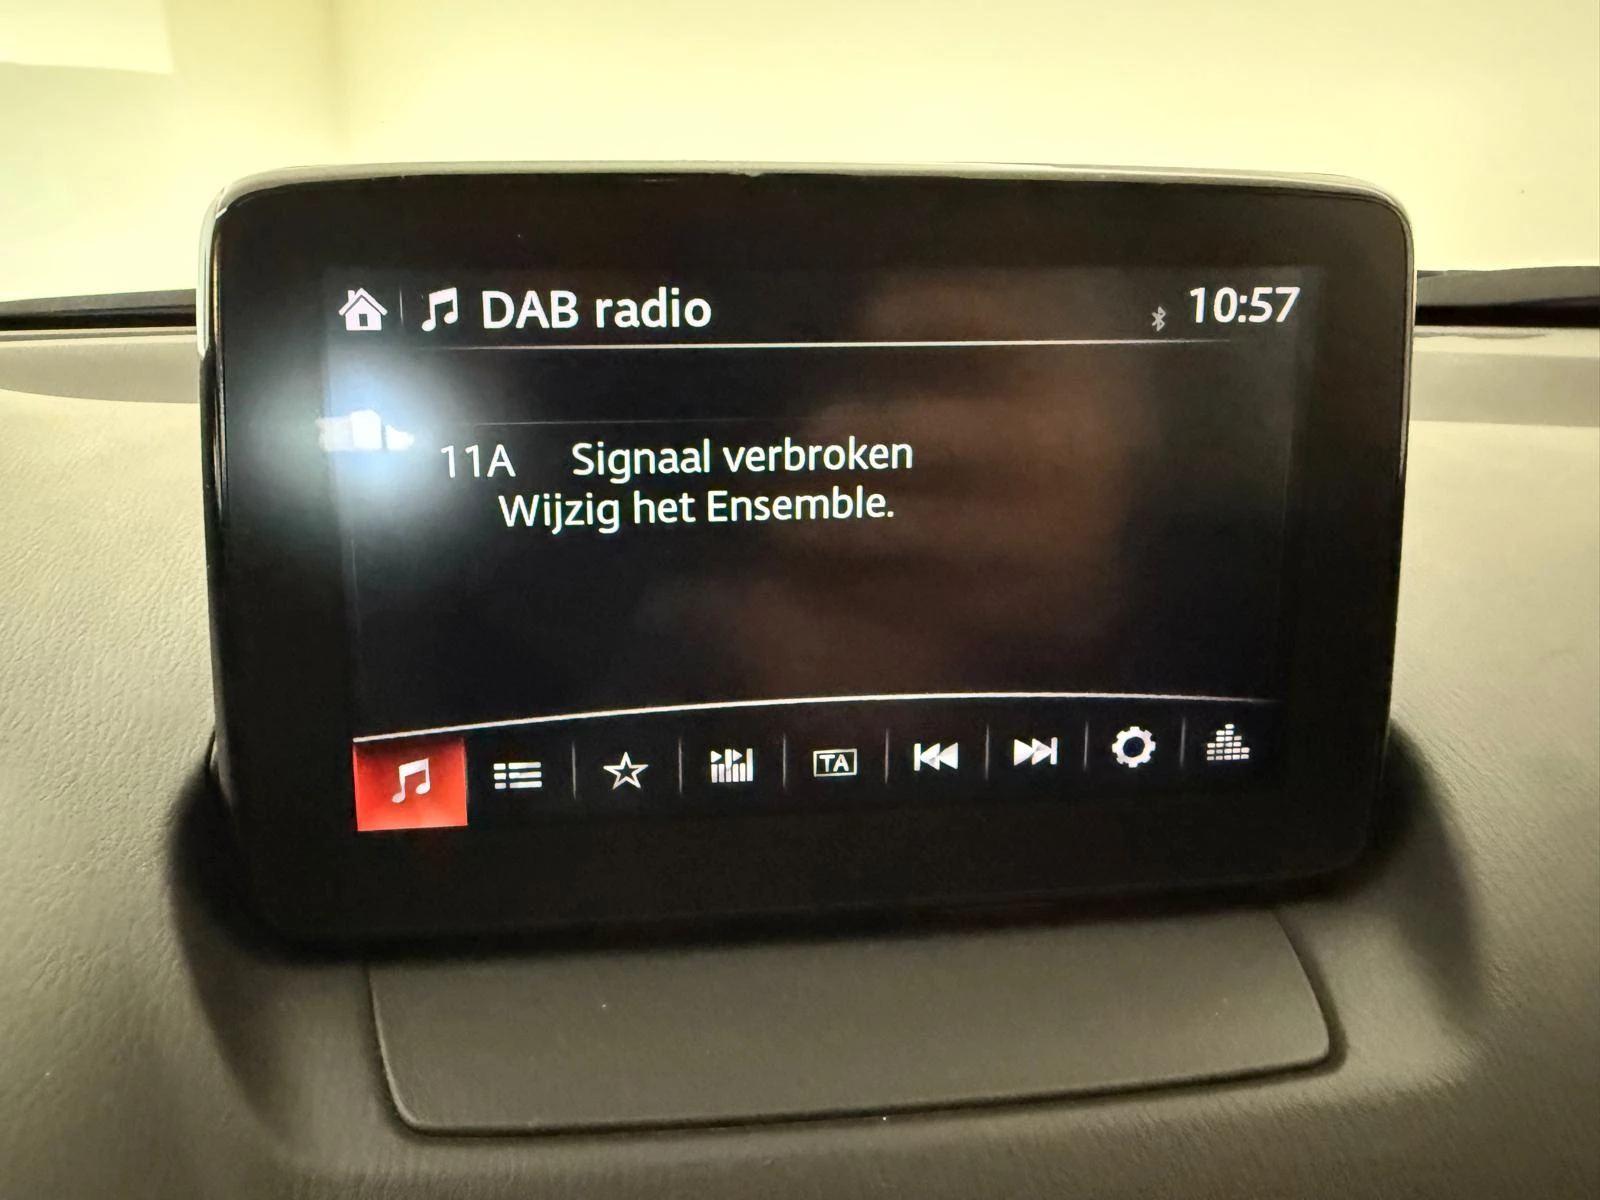 DAB radio
10:57
11A Signaal verbroken
Wijzig het Ensemble.
TA